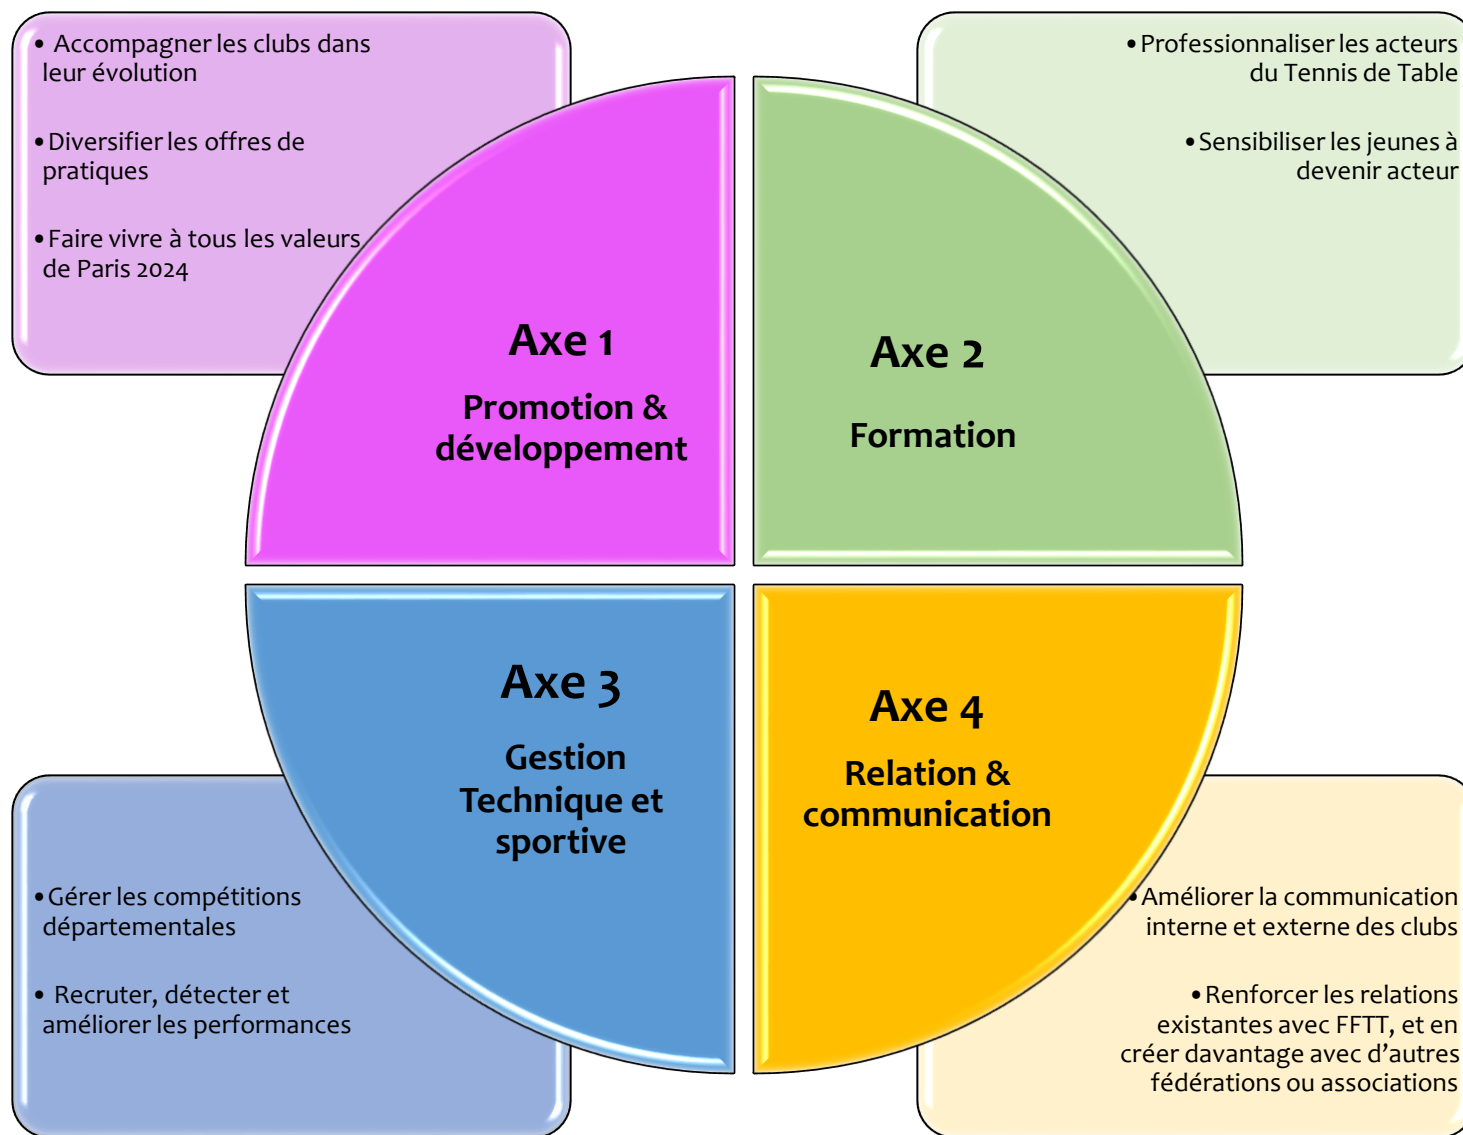 • Accompagner les clubs dans
leur évolution
• Diversifier les offres de
pratiques
• Faire vivre à tous les valeurs
de Paris 2024
• Professionnaliser les acteurs
du Tennis de Table
• Sensibiliser les jeunes à
devenir acteur
Axe 1
Promotion &
développement
Axe 2
Formation
Axe 3
Gestion
Technique et
sportive
Axe 4
Relation &
communication
• Gérer les compétitions
départementales
• Recruter, détecter et
améliorer les performances
• Améliorer la communication
interne et externe des clubs
• Renforcer les relations
existantes avec FFTT, et en
créer davantage avec d’autres
fédérations ou associations